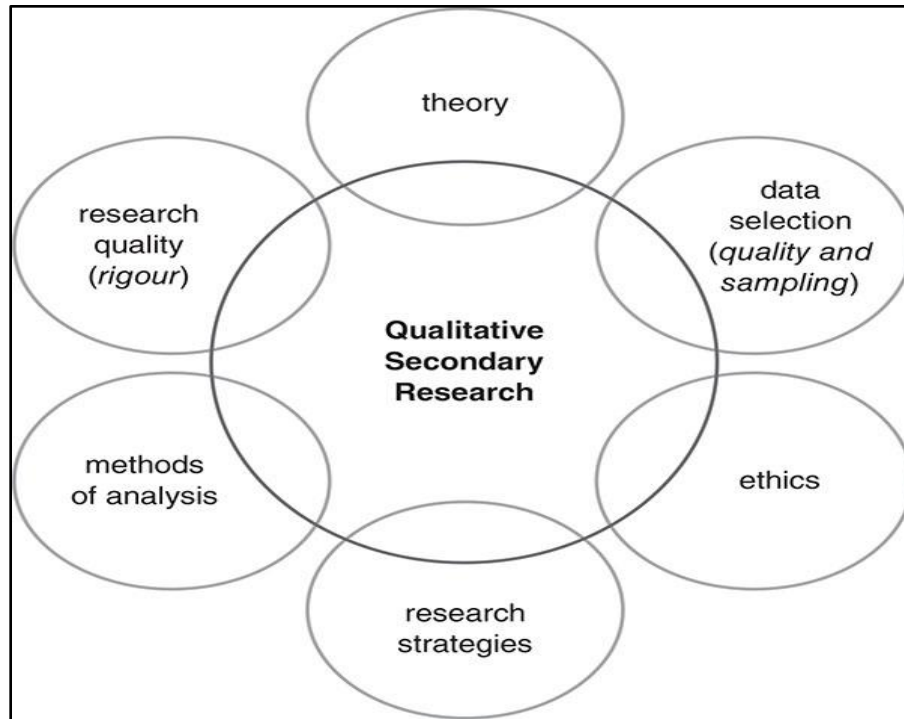 theory
research
quality
(rigour)
data
selection
(quality and
sampling)
Qualitative
Secondary
Research
methods
of analysis
ethics
research
strategies